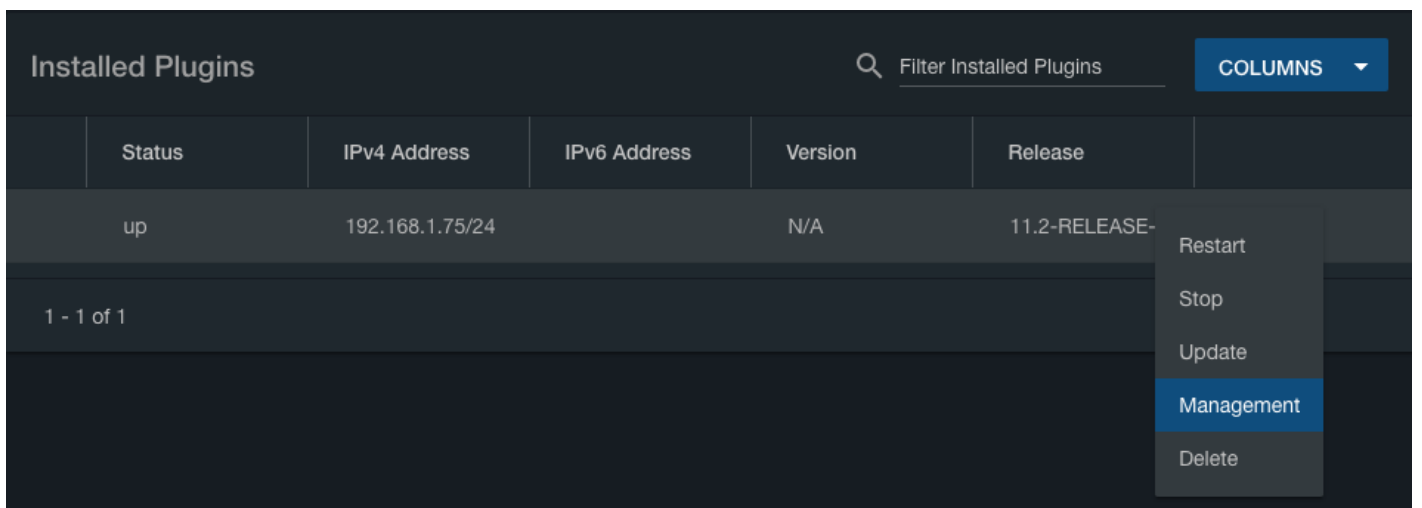 Installed Plugins
Filter Installed Plugins
COLUMNS
Status IPv4 Address IPv6 Address Version Release
up 192.168.1.75/24 N/A 11.2-RELEASE-
1 - 1 of 1
Restart
Stop
Update
Management
Delete